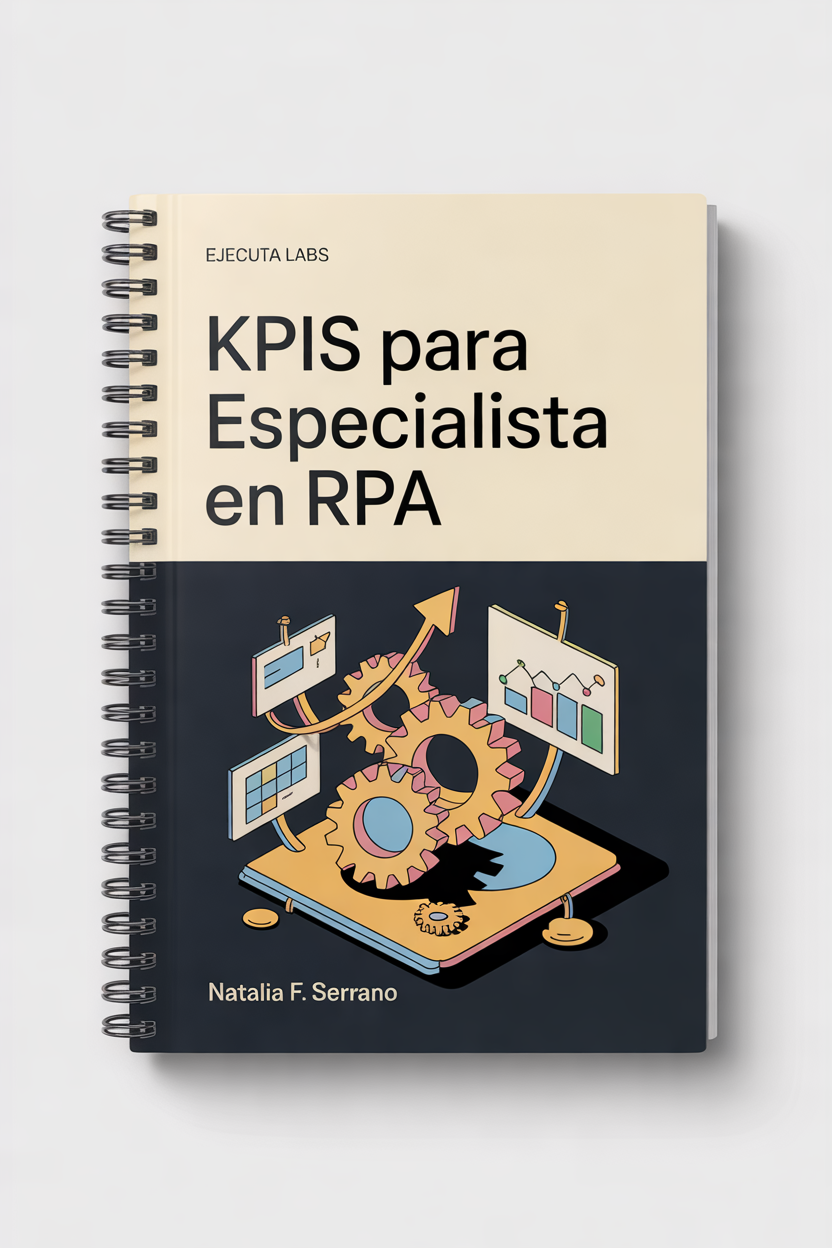 EJECUTA LABS
KPIS para
Especialista
en RPA
Natalia F. Serrano